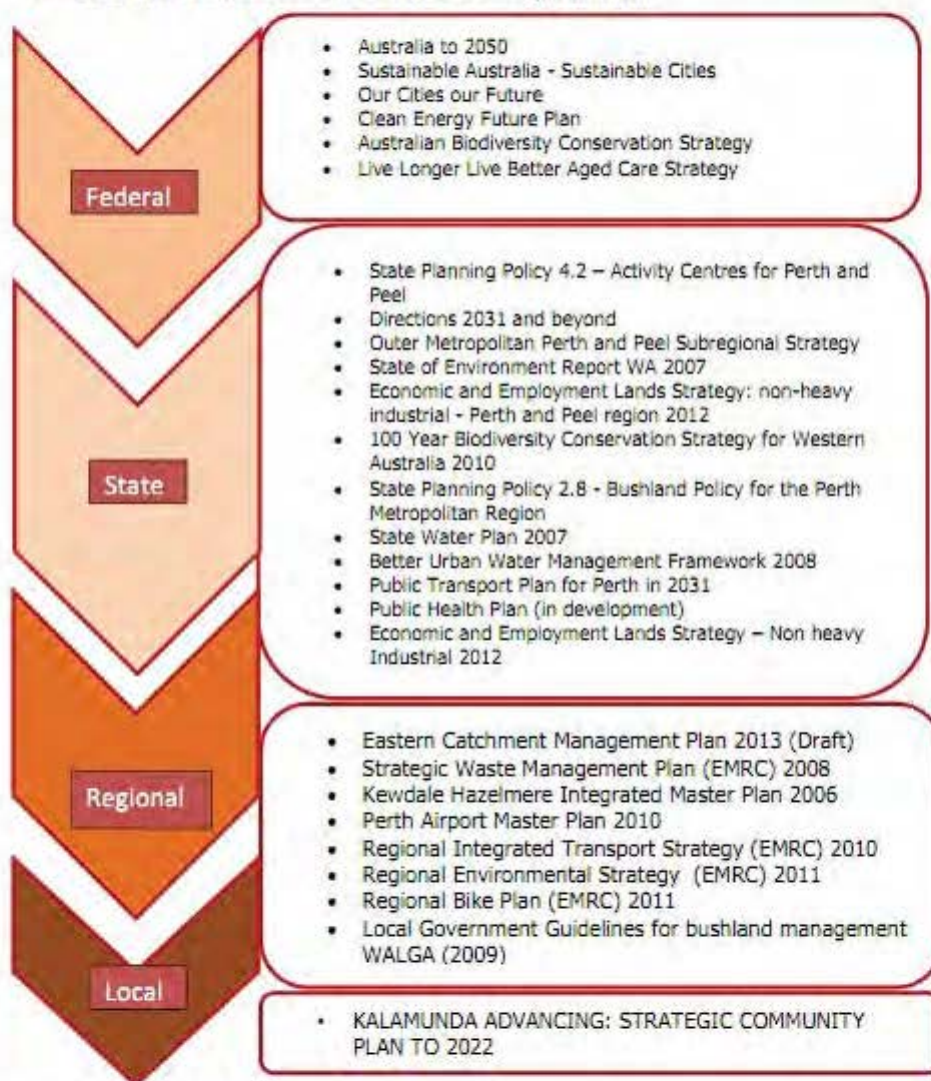 Federal
• Australia to 2050
• Sustainable Australia - Sustainable Cities
• Our Cities our Future
• Clean Energy Future Plan
• Australian Biodiversity Conservation Strategy
• Live Longer Live Better Aged Care Strategy
State
• State Planning Policy 4.2 – Activity Centres for Perth and
Peel
• Directions 2031 and beyond
• Outer Metropolitan Perth and Peel Subregional Strategy
• State of Environment Report WA 2007
• Economic and Employment Lands Strategy: non-heavy
industrial - Perth and Peel region 2012
• 100 Year Biodiversity Conservation Strategy for Western
Australia 2010
• State Planning Policy 2.8 - Bushland Policy for the Perth
Metropolitan Region
• State Water Plan 2007
• Better Urban Water Management Framework 2008
• Public Transport Plan for Perth in 2031
• Public Health Plan (in development)
• Economic and Employment Lands Strategy – Non heavy
Industrial 2012
Regional
• Eastern Catchment Management Plan 2013 (Draft)
• Strategic Waste Management Plan (EMRC) 2008
• Kewdale Hazelmere Integrated Master Plan 2006
• Perth Airport Master Plan 2010
• Regional Integrated Transport Strategy (EMRC) 2010
• Regional Environmental Strategy (EMRC) 2011
• Regional Bike Plan (EMRC) 2011
• Local Government Guidelines for bushland management
WALGA (2009)
Local
• KALAMUNDA ADVANCING: STRATEGIC COMMUNITY
PLAN TO 2022